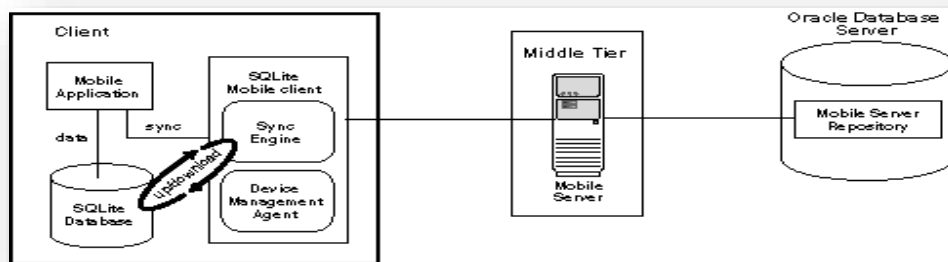 Client
Mobile
Application
data
sync
SQLite
Database
up/download
SQLite
Mobile client
Sync
Engine
Device
Management
Agent
Middle Tier
Mobile
Server
Oracle Database
Server
Mobile Server
Repository